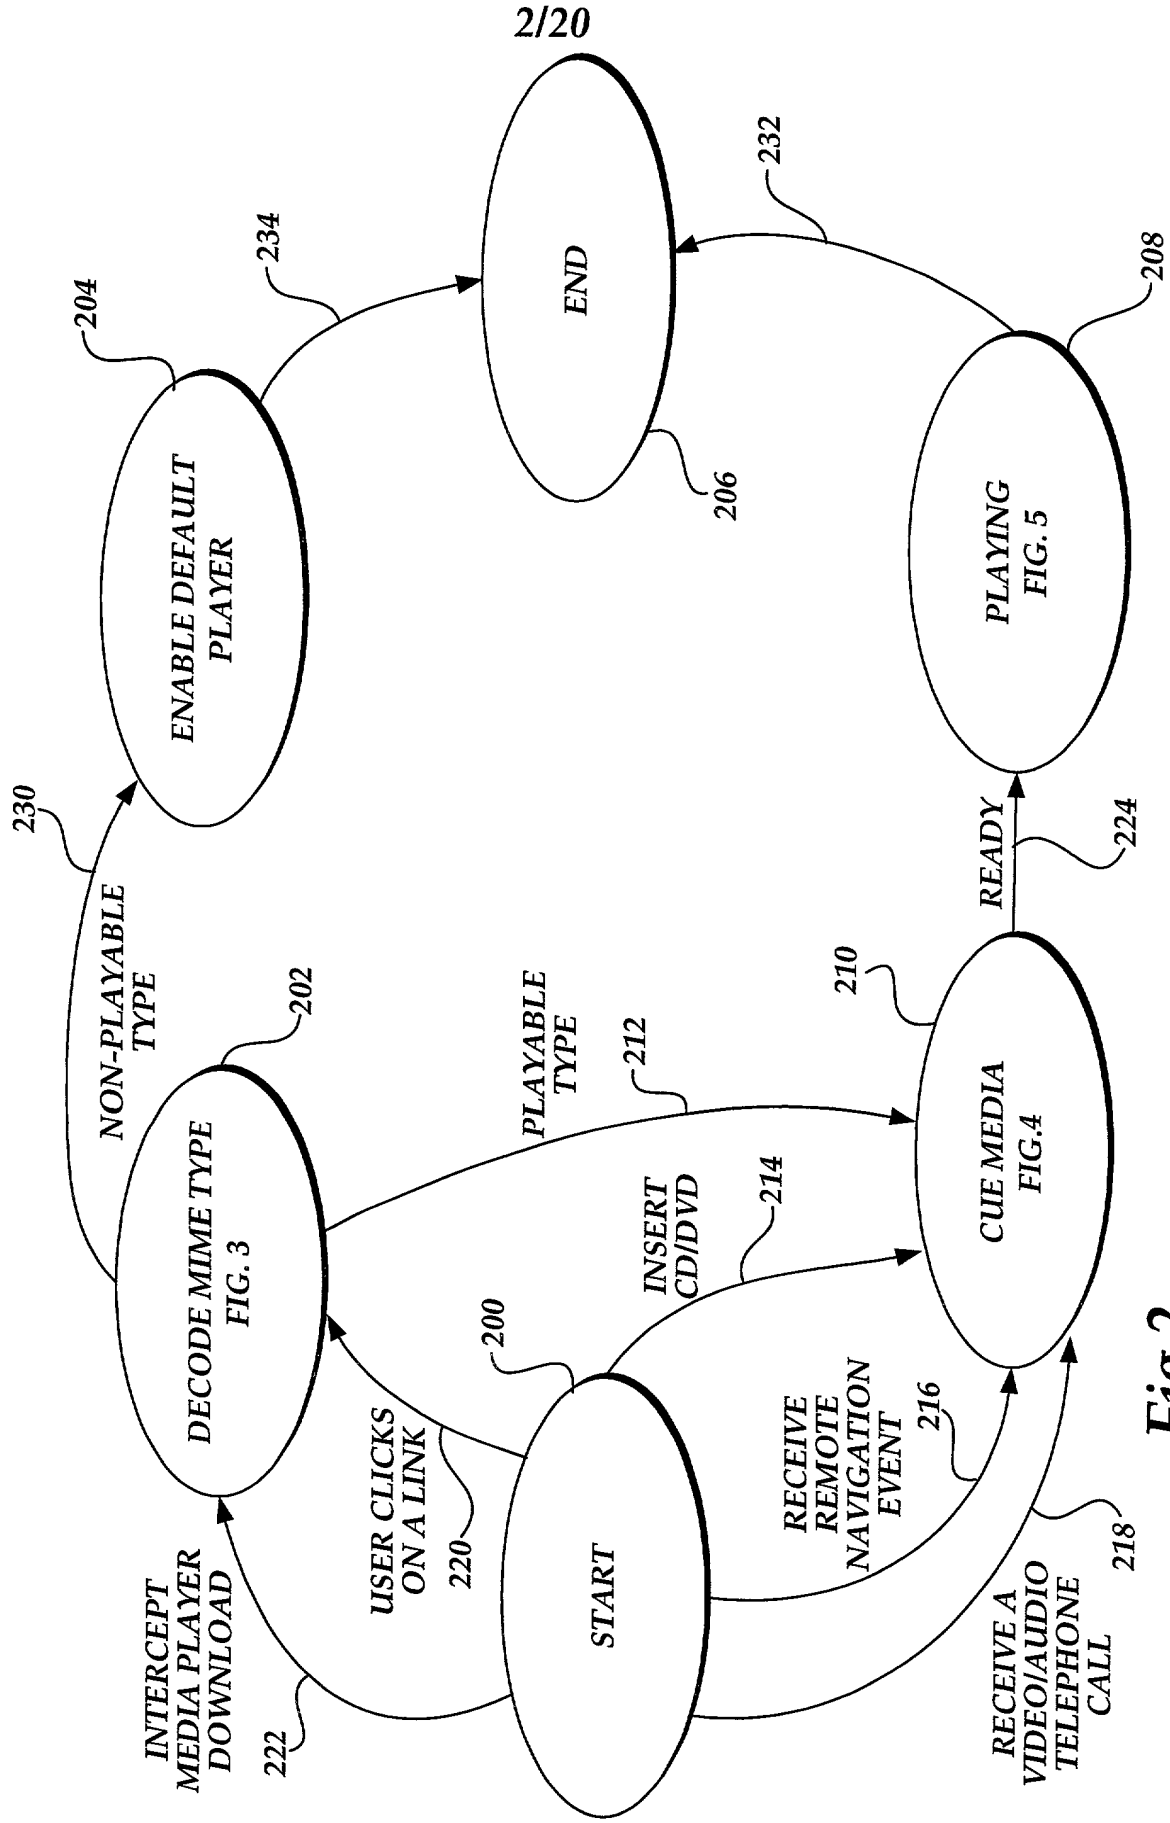 2/20
INTERCEPT
MEDIA PLAYER
DOWNLOAD
222
USER CLICKS
ON A LINK
220
DECODE MIME TYPE
FIG. 3
202
NON-PLAYABLE
TYPE
230
ENABLE DEFAULT
PLAYER
204
234
START
200
INSERT
CD/DVD
214
PLAYABLE
TYPE
212
END
206
232
RECEIVE
REMOTE
NAVIGATION
EVENT
216
RECEIVE A
VIDEO/AUDIO
TELEPHONE
CALL
218
CUE MEDIA
FIG.4
210
READY
224
PLAYING
FIG. 5
208